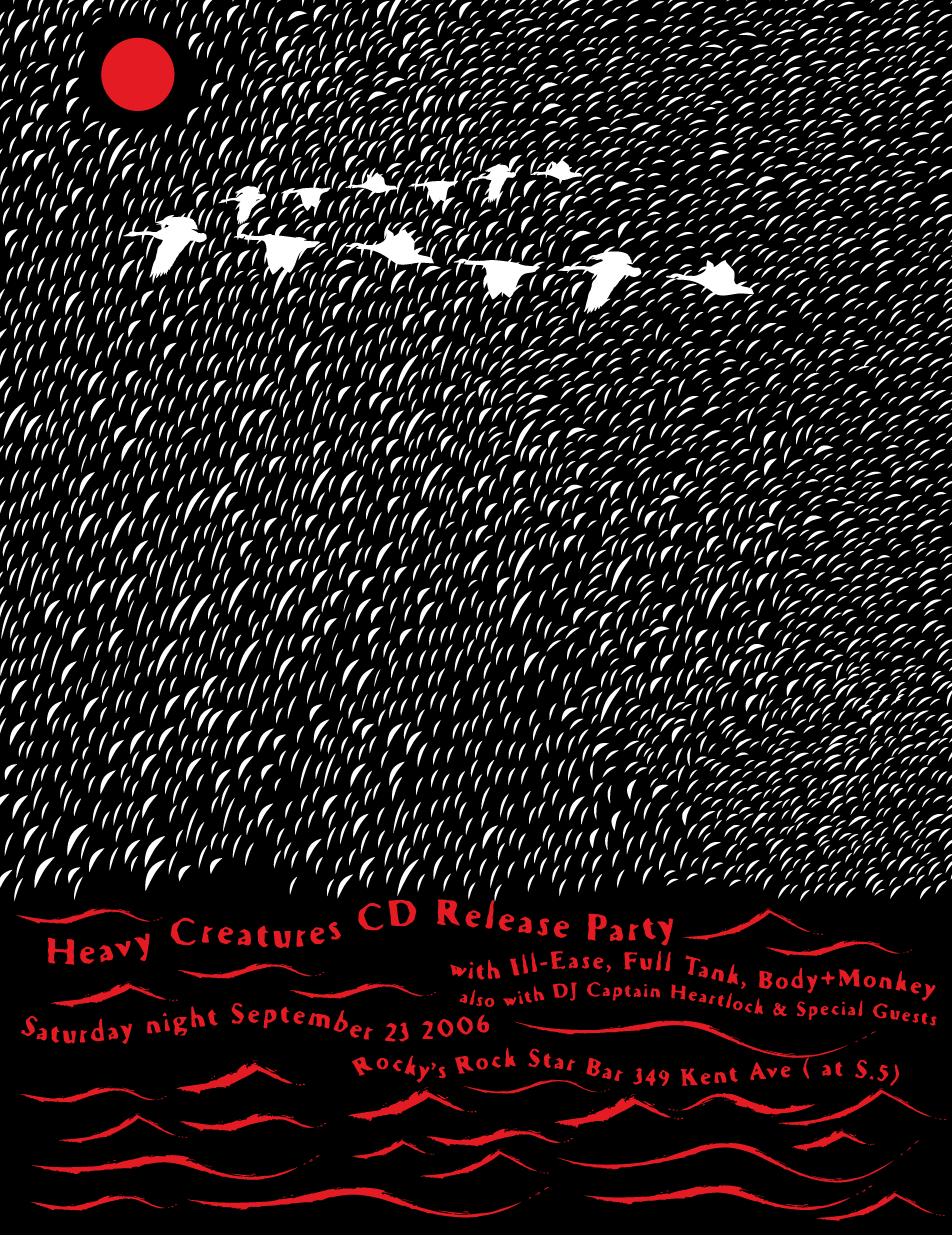 Heavy Creatures CD Release Party
with Ill-Ease, Full Tank, Body+Monkey
also with DJ Captain Heartlock & Special Guests
Saturday night September 23 2006
Rocky's Rock Star Bar 349 Kent Ave ( at S.5)